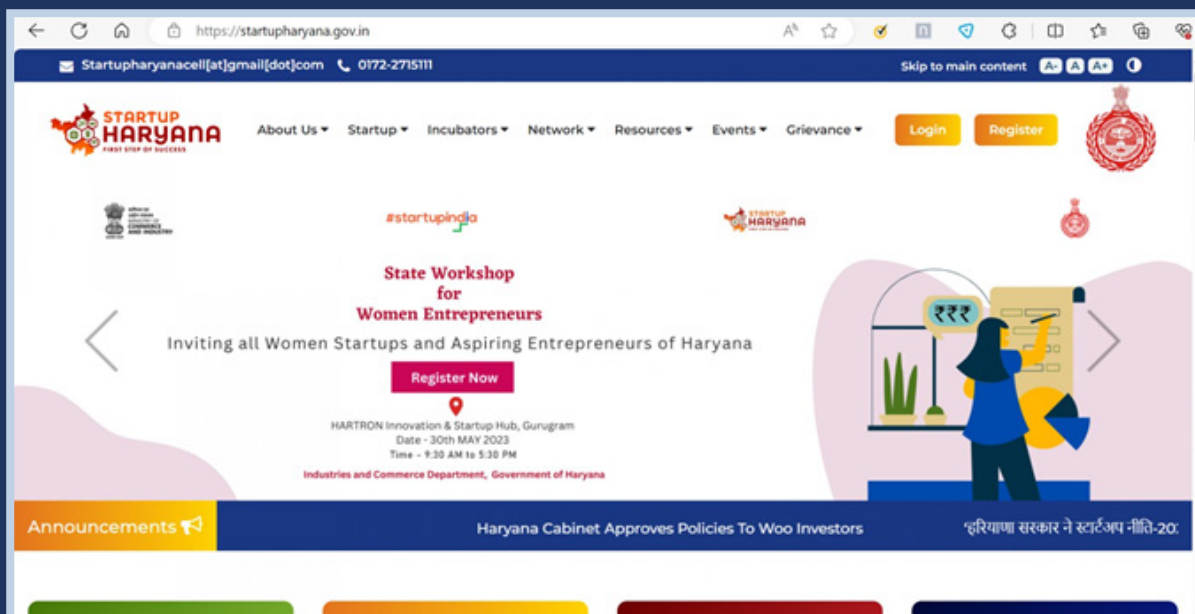 https://startupharyana.gov.in
Startupharyanacell[at]gmail[dot]com 0172-2715111 Skip to main content A- A A+
STARTUP
HARYANA
FIRST STEP OF SUCCESS
About Us Startup Incubators Network Resources Events Grievance Login Register
COMMERCE
AND INDUSTRY
#startupindia
STARTUP
HARYANA
State Workshop
for
Women Entrepreneurs
₹₹₹
Inviting all Women Startups and Aspiring Entrepreneurs of Haryana
Register Now
HARTRON Innovation & Startup Hub, Gurugram
Date - 30th MAY 2023
Time - 9:30 AM to 5:30 PM
Industries and Commerce Department, Government of Haryana
Announcements Haryana Cabinet Approves Policies To Woo Investors 'हरियाणा सरकार ने स्टार्टअप नीति-20